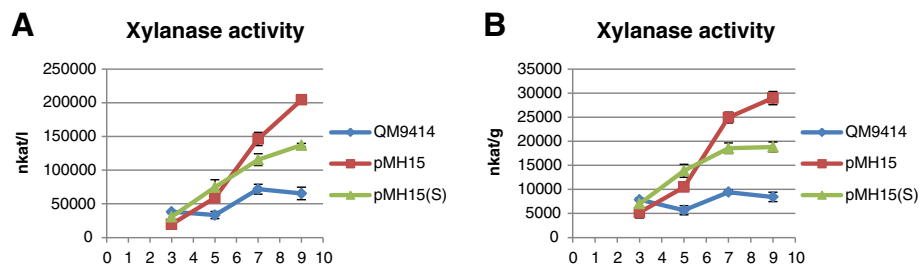 A
Xylanase activity
nkat/l
250000
200000
150000
100000
50000
0
0 1 2 3 4 5 6 7 8 9 10
QM9414
pMH15
pMH15(S)
B
Xylanase activity
nkat/g
35000
30000
25000
20000
15000
10000
5000
0
0 1 2 3 4 5 6 7 8 9 10
QM9414
pMH15
pMH15(S)